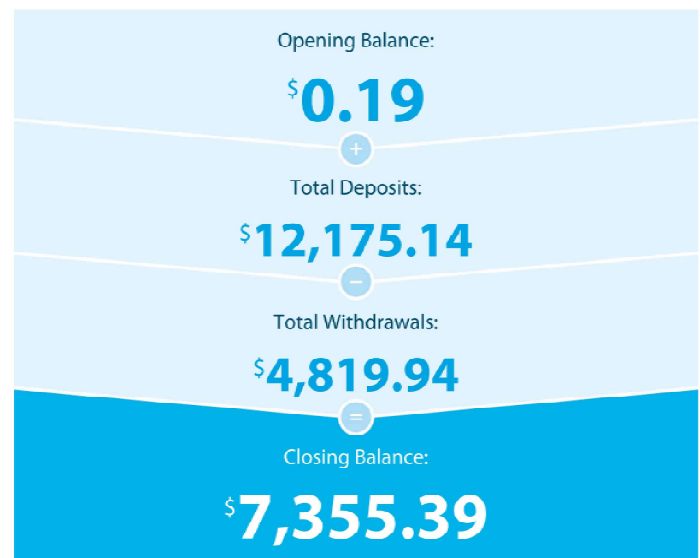 Opening Balance:
$0.19
+
Total Deposits:
$12,175.14
−
Total Withdrawals:
$4,819.94
=
Closing Balance:
$7,355.39